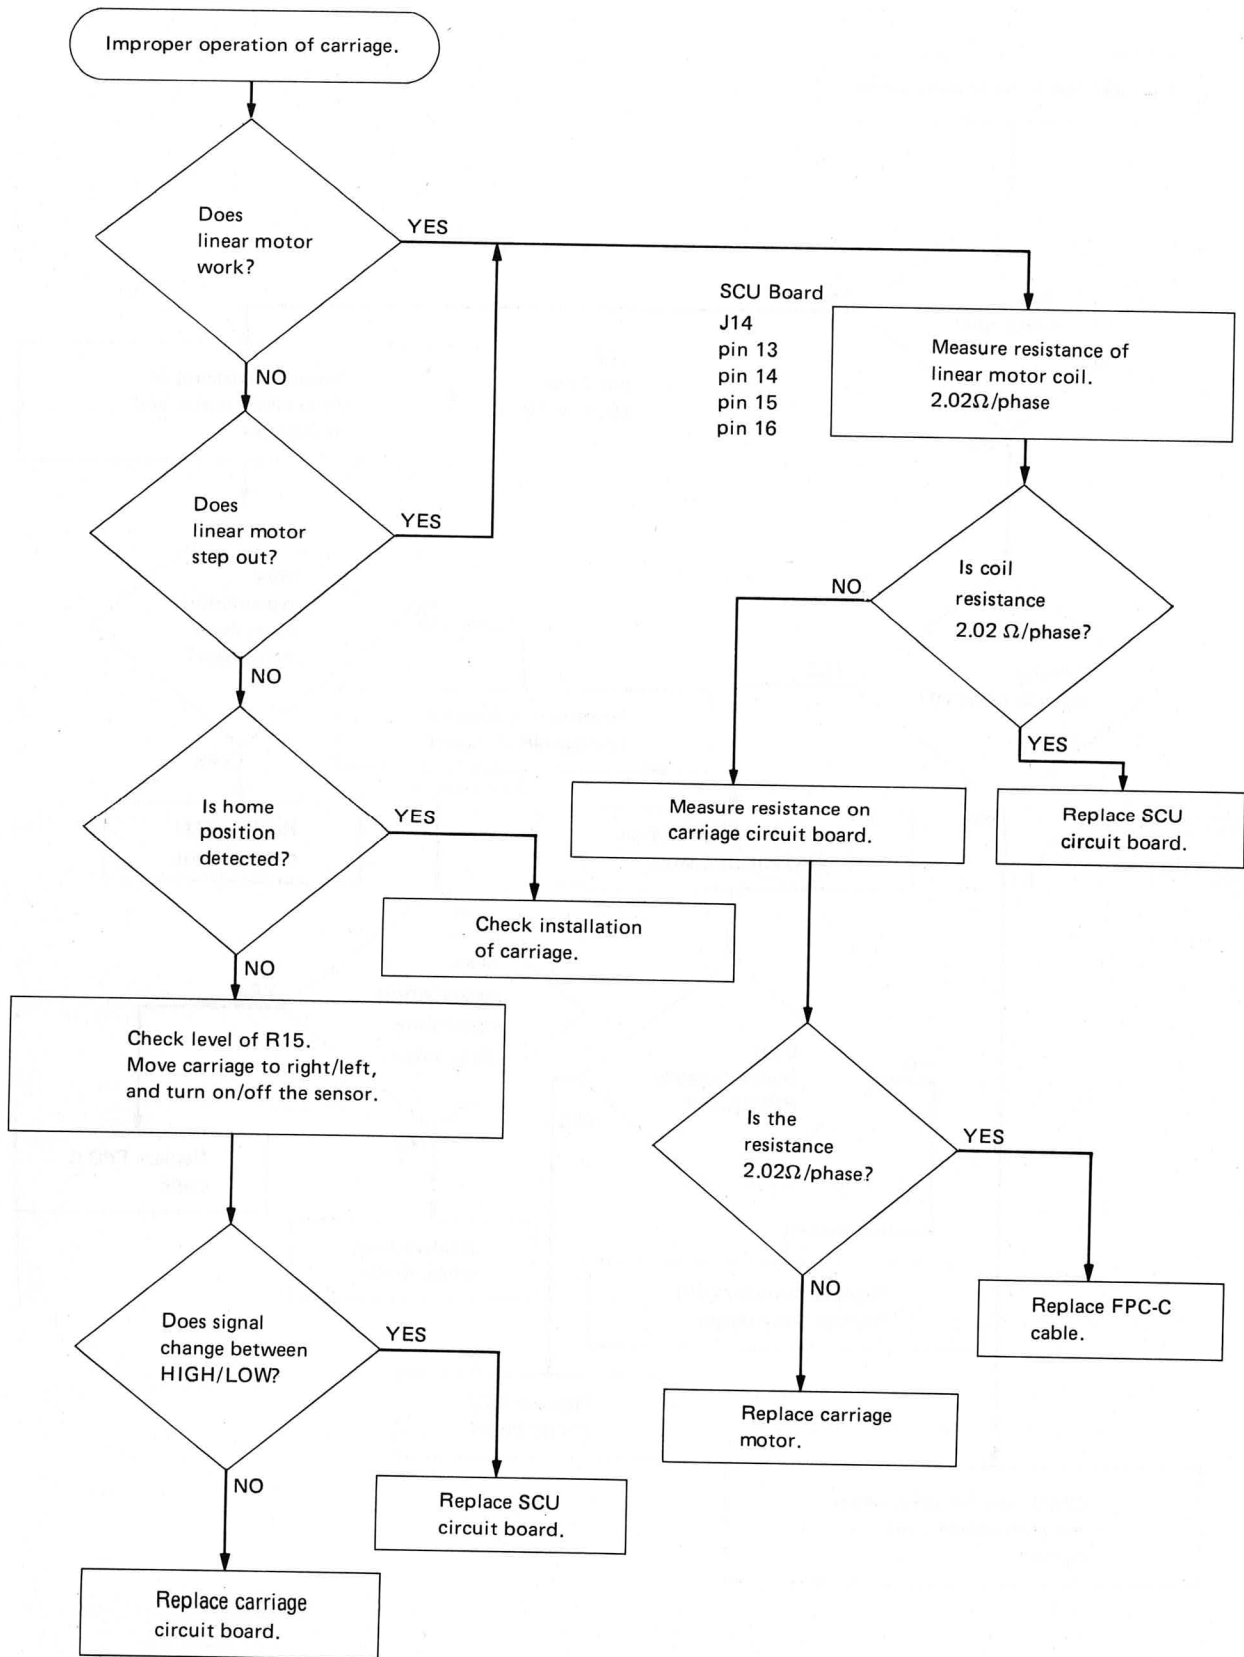 Improper operation of carriage.
Does
linear motor
work?
YES
NO
Does
linear motor
step out?
YES
NO
Is home
position
detected?
YES
Check installation
of carriage.
NO
Check level of R15.
Move carriage to right/left,
and turn on/off the sensor.
Does signal
change between
HIGH/LOW?
YES
Replace SCU
circuit board.
NO
Replace carriage
circuit board.
SCU Board
J14
pin 13
pin 14
pin 15
pin 16
Measure resistance of
linear motor coil.
2.02Ω/phase
Is coil
resistance
2.02 Ω/phase?
NO
YES
Replace SCU
circuit board.
Measure resistance on
carriage circuit board.
Is the
resistance
2.02Ω/phase?
YES
Replace FPC-C
cable.
NO
Replace carriage
motor.